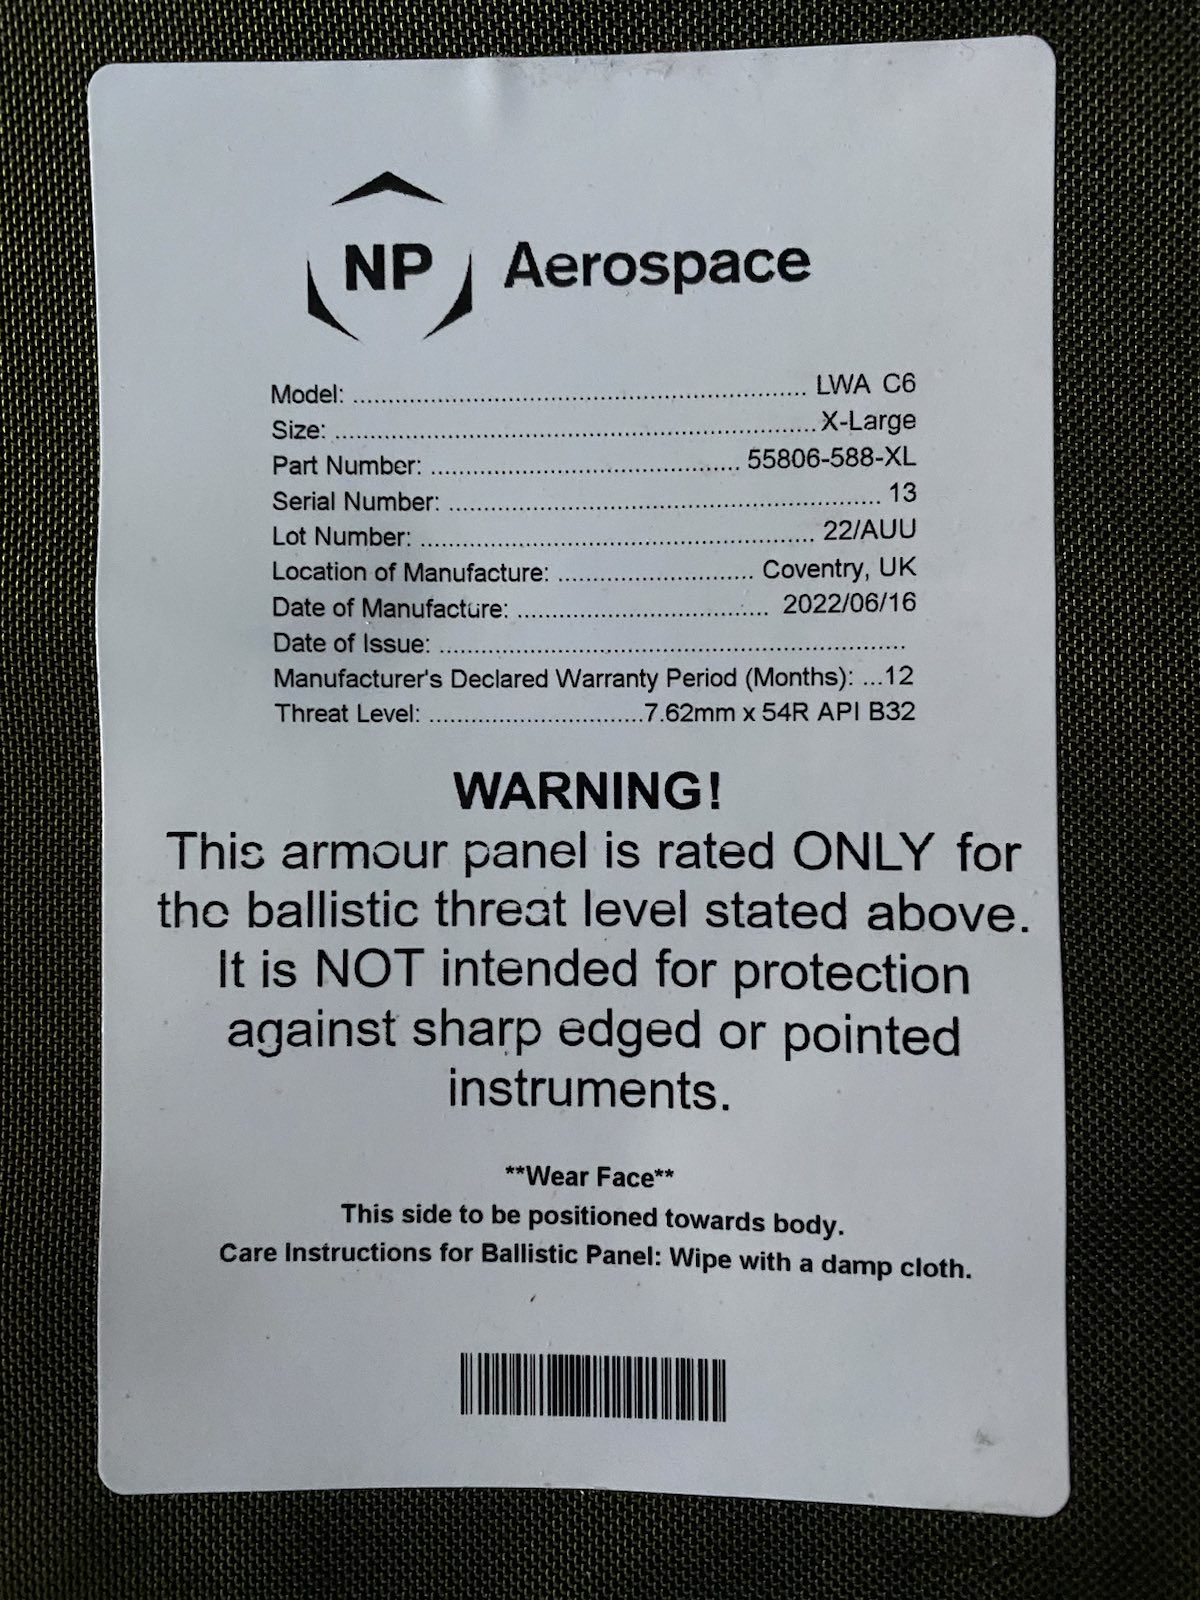 NP Aerospace
Model: ................................................................ LWA C6
Size: ..................................................................... X-Large
Part Number: ............................................ 55806-588-XL
Serial Number: .............................................................. 13
Lot Number: ........................................................ 22/AUU
Location of Manufacture: ............................ Coventry, UK
Date of Manufacture: .................................... 2022/06/16
Date of Issue: ..................................................................
Manufacturer's Declared Warranty Period (Months): ...12
Threat Level: ...............................7.62mm x 54R API B32
WARNING!
This armour panel is rated ONLY for
the ballistic threat level stated above.
It is NOT intended for protection
against sharp edged or pointed
instruments.
**Wear Face**
This side to be positioned towards body.
Care Instructions for Ballistic Panel: Wipe with a damp cloth.